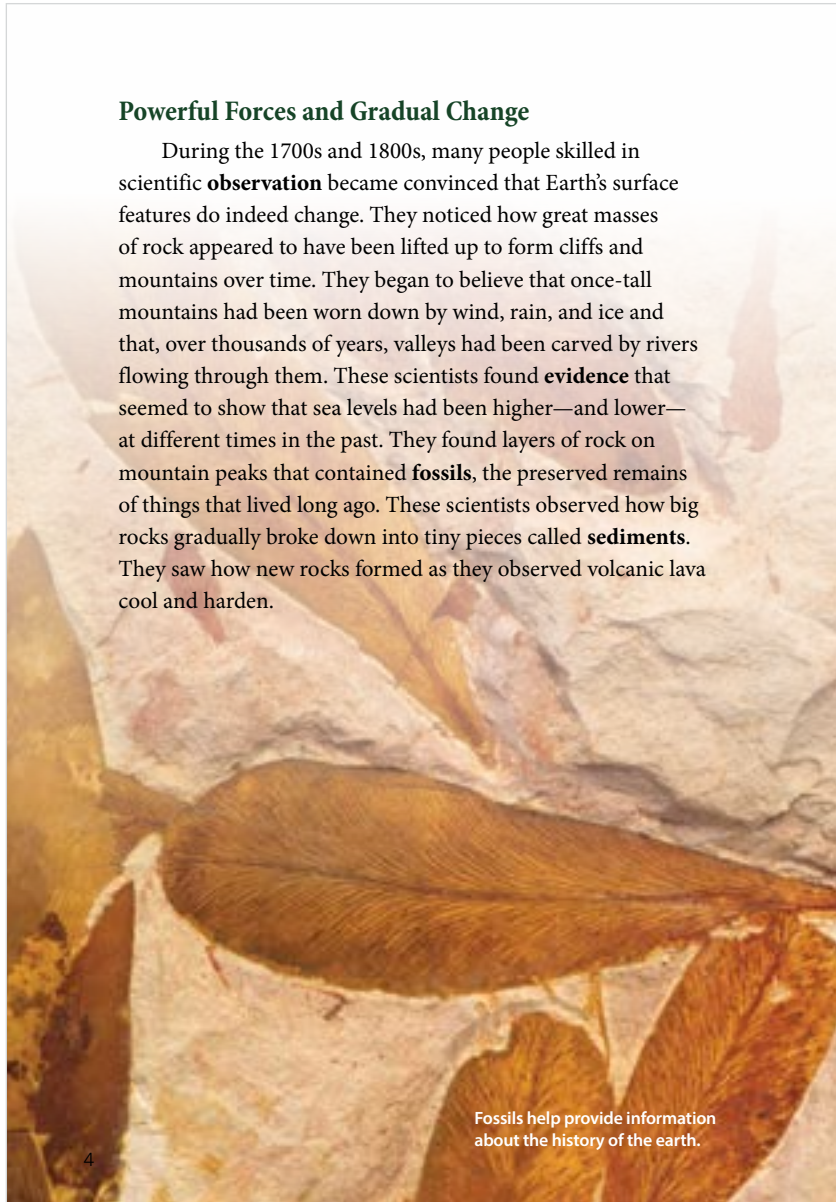 Powerful Forces and Gradual Change
During the 1700s and 1800s, many people skilled in
scientific observation became convinced that Earth's surface
features do indeed change. They noticed how great masses
of rock appeared to have been lifted up to form cliffs and
mountains over time. They began to believe that once-tall
mountains had been worn down by wind, rain, and ice and
that, over thousands of years, valleys had been carved by rivers
flowing through them. These scientists found evidence that
seemed to show that sea levels had been higher—and lower—
at different times in the past. They found layers of rock on
mountain peaks that contained fossils, the preserved remains
of things that lived long ago. These scientists observed how big
rocks gradually broke down into tiny pieces called sediments.
They saw how new rocks formed as they observed volcanic lava
cool and harden.
Fossils help provide information
about the history of the earth.
4